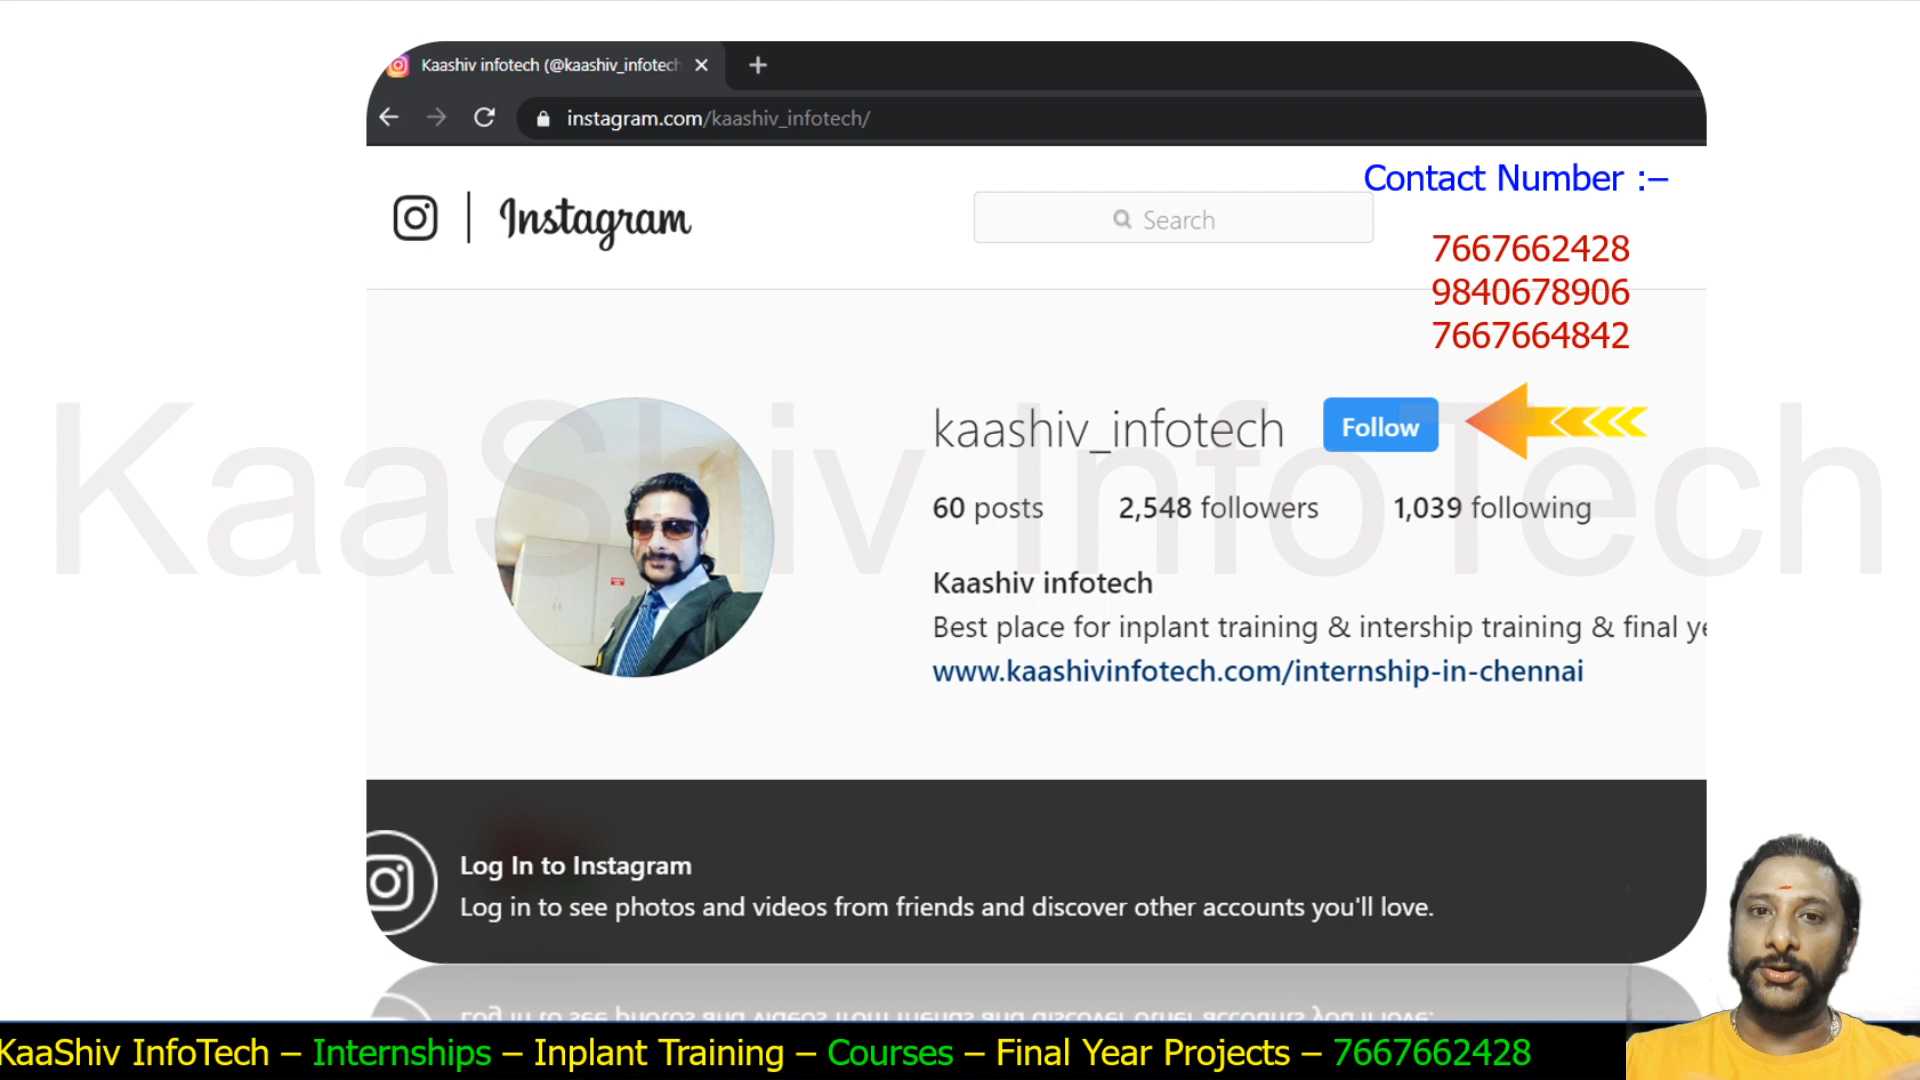 Kaashiv infotech (@kaashiv_infotech
instagram.com/kaashiv_infotech/
Contact Number :–
Instagram
Search
7667662428
9840678906
7667664842
KaaShiv InfoTech
kaashiv_infotech
Follow
60 posts 2,548 followers 1,039 following
Kaashiv infotech
Best place for inplant training & intership training & final ye
www.kaashivinfotech.com/internship-in-chennai
Log In to Instagram
Log in to see photos and videos from friends and discover other accounts you'll love.
KaaShiv InfoTech – Internships – Inplant Training – Courses – Final Year Projects – 7667662428